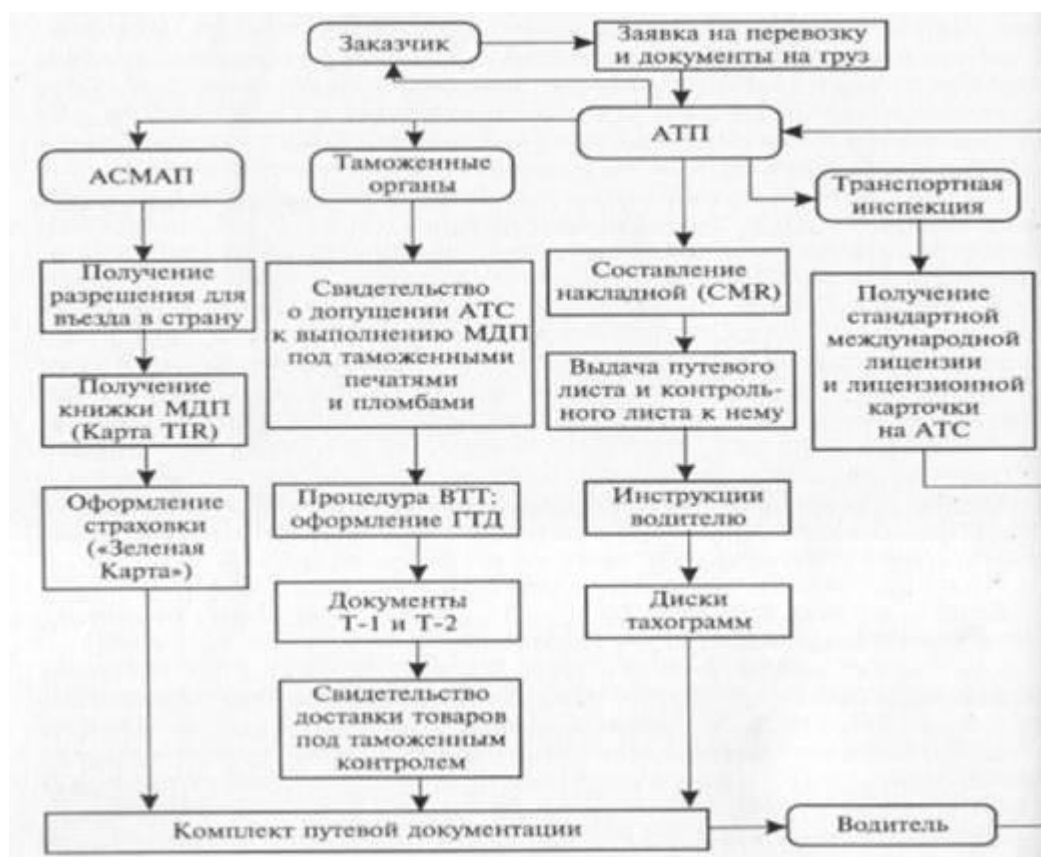 Заказчик
Заявка на перевозку
и документы на груз
АТП
АСМАП
Таможенные
органы
Транспортная
инспекция
Получение
разрешения для
въезда в страну
Получение
книжки МДП
(Карта TIR)
Оформление
страховки
(«Зеленая
Карта»)
Свидетельство
о допущении АТС
к выполнению МДП
под таможенными
печатями
и пломбами
Процедура ВТТ:
оформление ГТД
Документы
Т-1 и Т-2
Свидетельство
доставки товаров
под таможенным
контролем
Составление
накладной (CMR)
Выдача путевого
листа и контроль-
ного листа к нему
Инструкции
водителю
Диски
тахограмм
Получение
стандартной
международной
лицензии
и лицензионной
карточки
на АТС
Комплект путевой документации
Водитель